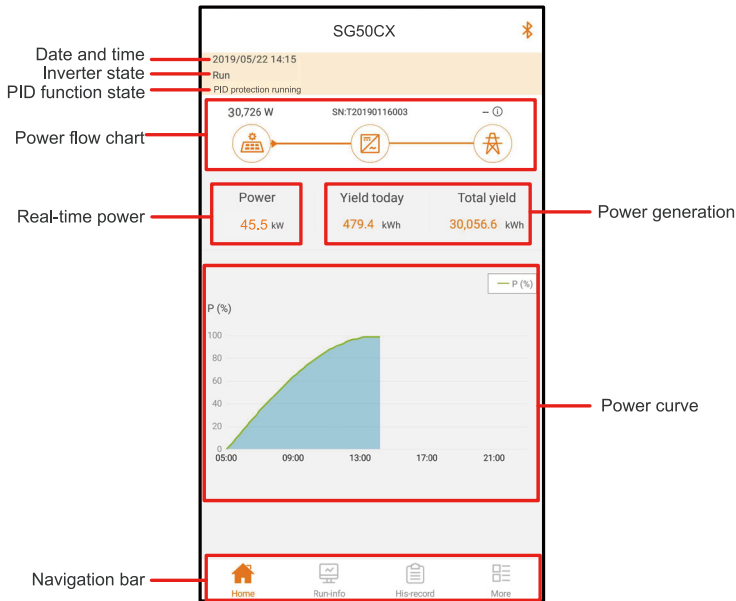 SG50CX
Date and time
2019/05/22 14:15
Inverter state
Run
PID function state
PID protection running
Power flow chart
30,726 W
SN:T20190116003
–
Real-time power
Power
45.5 kW
Yield today
479.4 kWh
Total yield
30,056.6 kWh
Power generation
P (%)
P (%)
100
80
60
40
20
0
05:00 09:00 13:00 17:00 21:00
Power curve
Navigation bar
Home Run-info His-record More